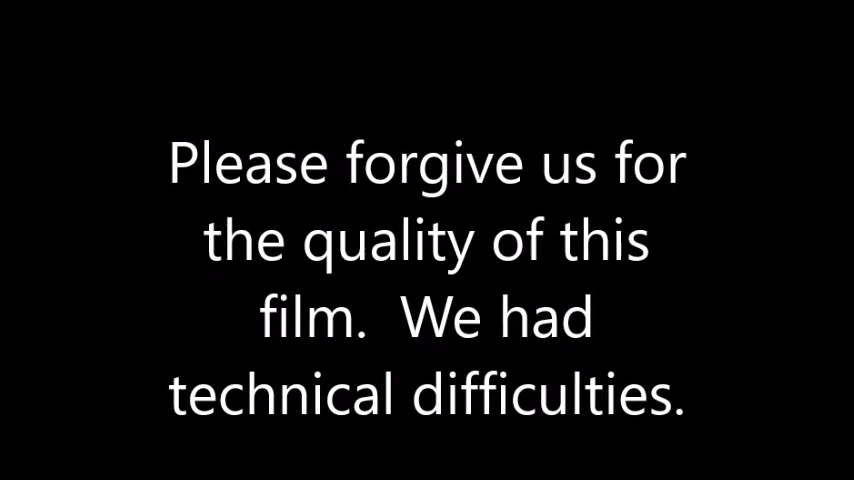 Please forgive us for
the quality of this
film.  We had
technical difficulties.